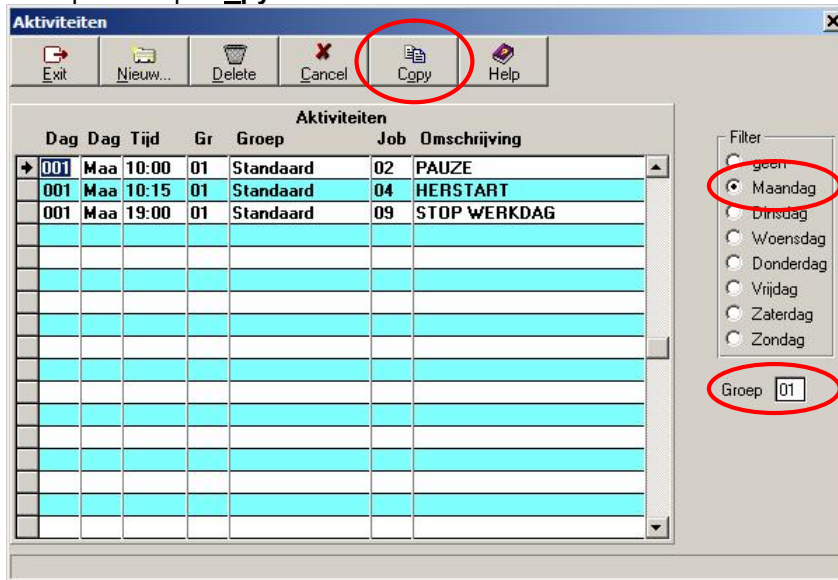 Aktiviteiten
Exit Nieuw... Delete Cancel Copy Help
Aktiviteiten
Dag Dag Tijd Gr Groep Job Omschrijving
001 Maa 10:00 01 Standaard 02 PAUZE
001 Maa 10:15 01 Standaard 04 HERSTART
001 Maa 19:00 01 Standaard 09 STOP WERKDAG
Filter
geen
Maandag
Dinsdag
Woensdag
Donderdag
Vrijdag
Zaterdag
Zondag
Groep 01